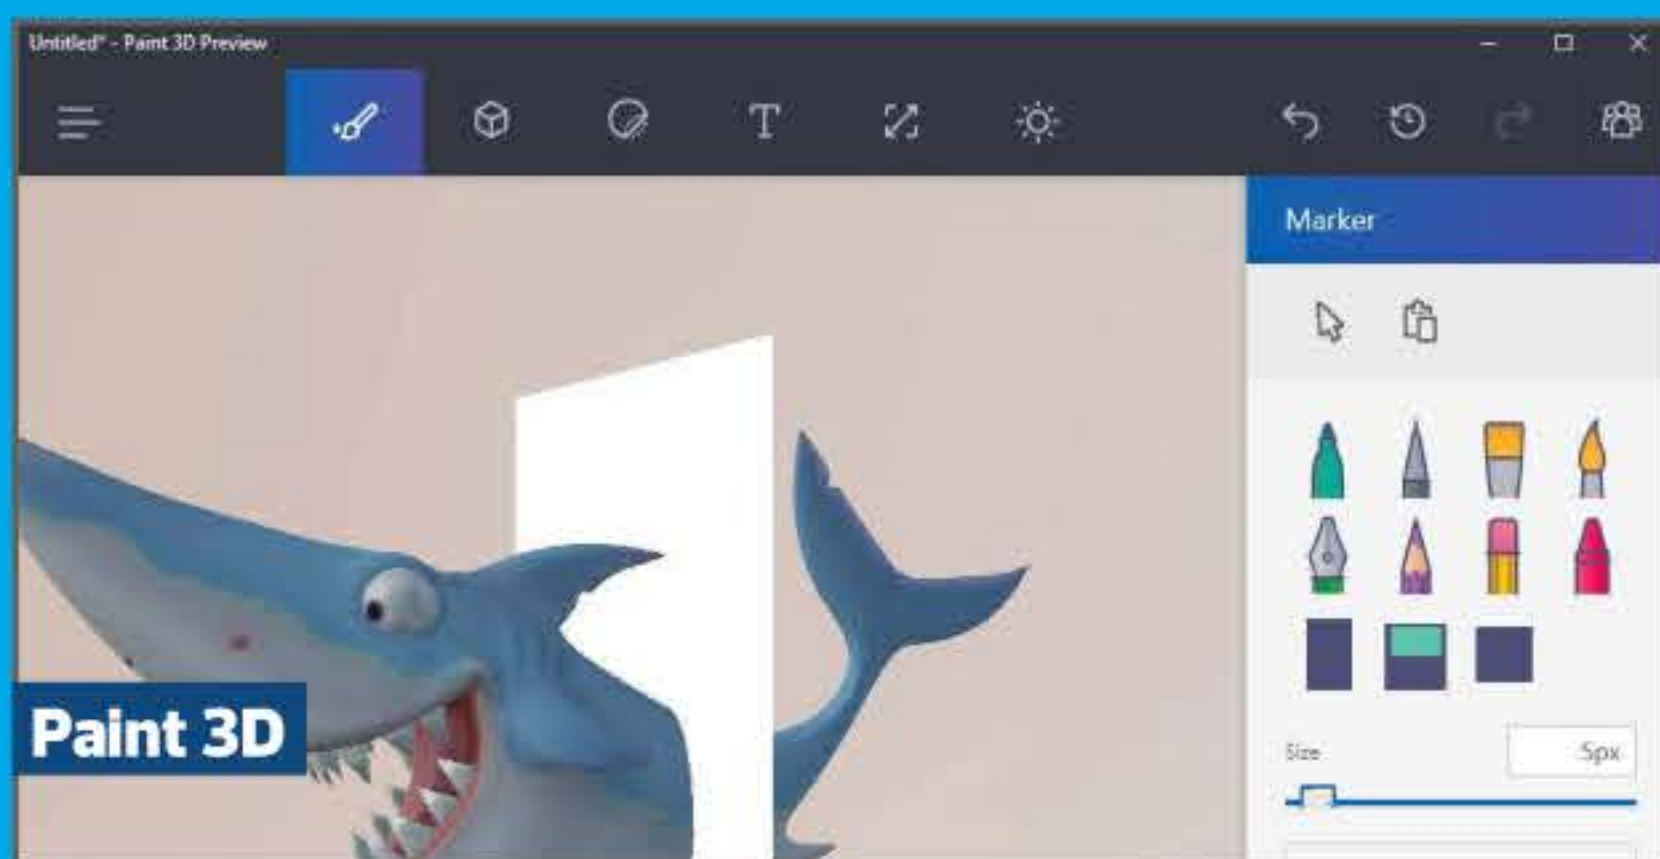 Untitled* - Paint 3D Preview
T
Marker
Paint 3D
Size
5px